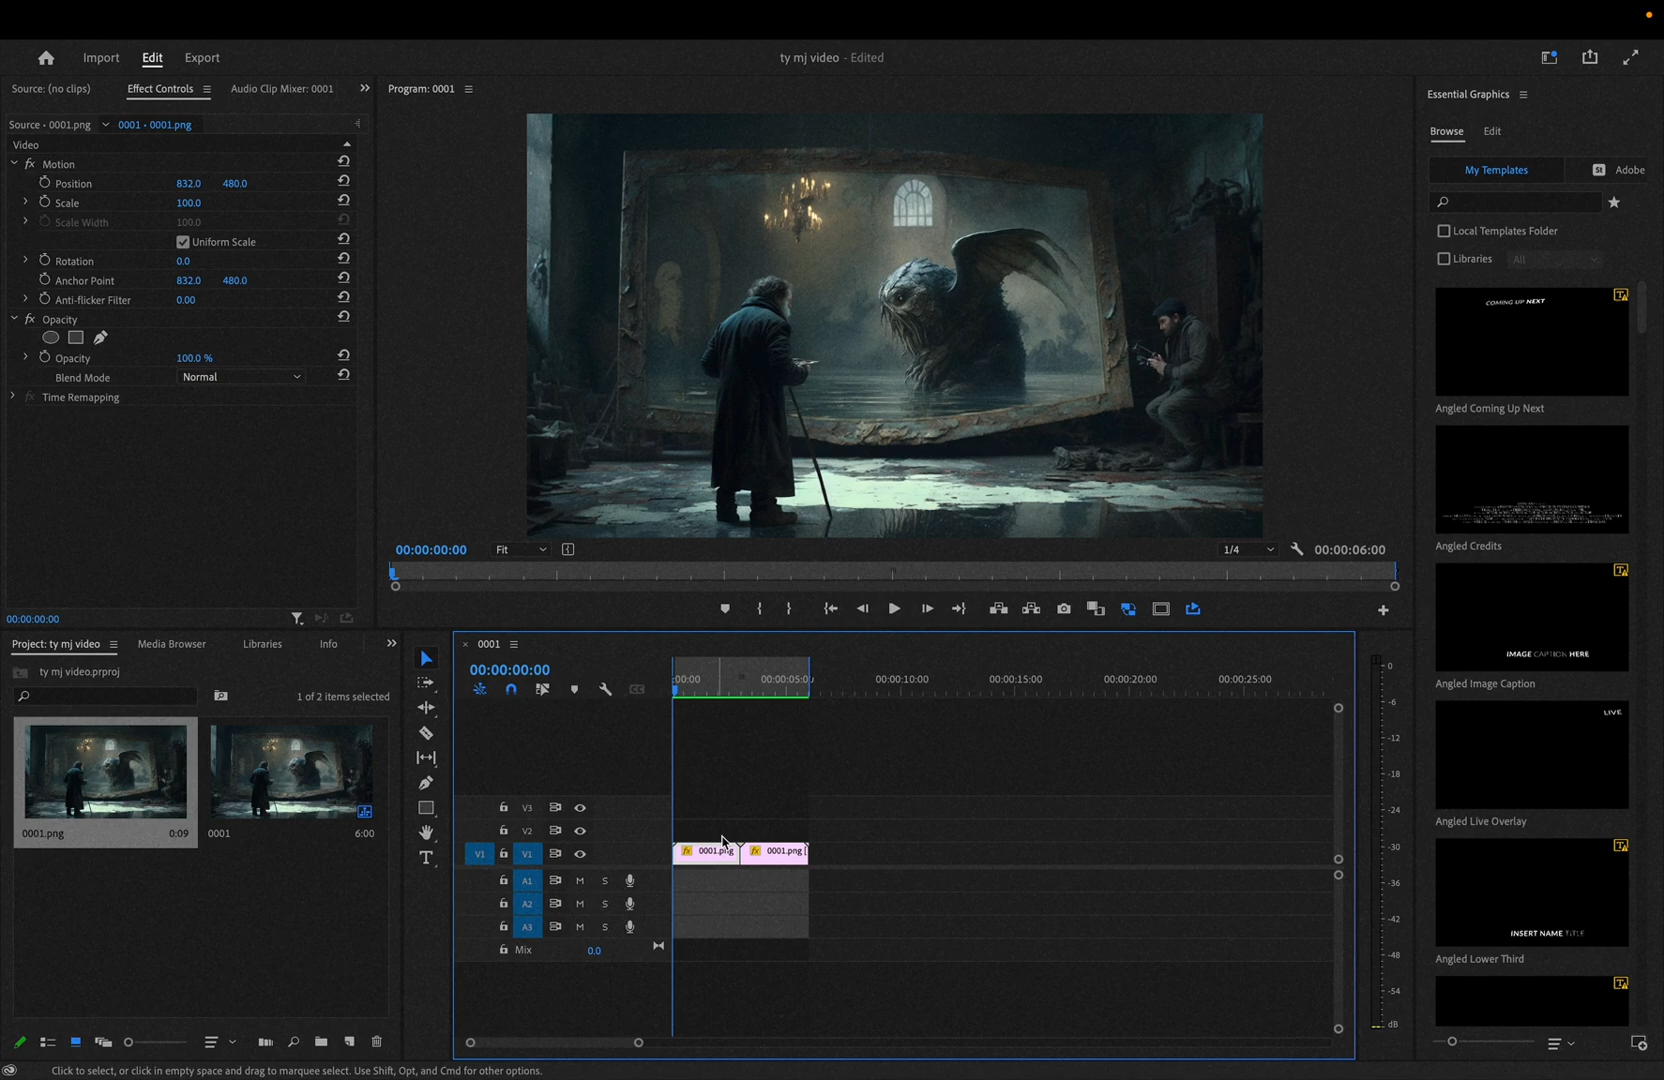 Import Edit Export
ty mj video - Edited
Source: (no clips) Effect Controls Audio Clip Mixer: 0001
Program: 0001
Source • 0001.png 0001 • 0001.png
Video
fx Motion
Position 832.0 480.0
Scale 100.0
Scale Width 100.0
Uniform Scale
Rotation 0.0
Anchor Point 832.0 480.0
Anti-flicker Filter 0.00
fx Opacity
Opacity 100.0 %
Blend Mode Normal
fx Time Remapping
00:00:00:00
00:00:00:00 Fit 1/4 00:00:06:00
Project: ty mj video Media Browser Libraries Info
ty mj video.prproj
1 of 2 items selected
0001.png 0:09
0001 6:00
0001
00:00:00:00
:00:00 00:00:05:0 00:00:10:00 00:00:15:00 00:00:20:00 00:00:25:00
V3
V2
V1 V1 fx 0001.png fx 0001.png [
A1 M S
A2 M S
A3 M S
Mix 0.0
0
-6
-12
-18
-24
-30
-36
-42
-48
-54
dB
Essential Graphics
Browse Edit
My Templates St Adobe
Local Templates Folder
Libraries All
COMING UP NEXT
Angled Coming Up Next
Angled Credits
IMAGE CAPTION HERE
Angled Image Caption
LIVE
Angled Live Overlay
INSERT NAME TITLE
Angled Lower Third
Click to select, or click in empty space and drag to marquee select. Use Shift, Opt, and Cmd for other options.